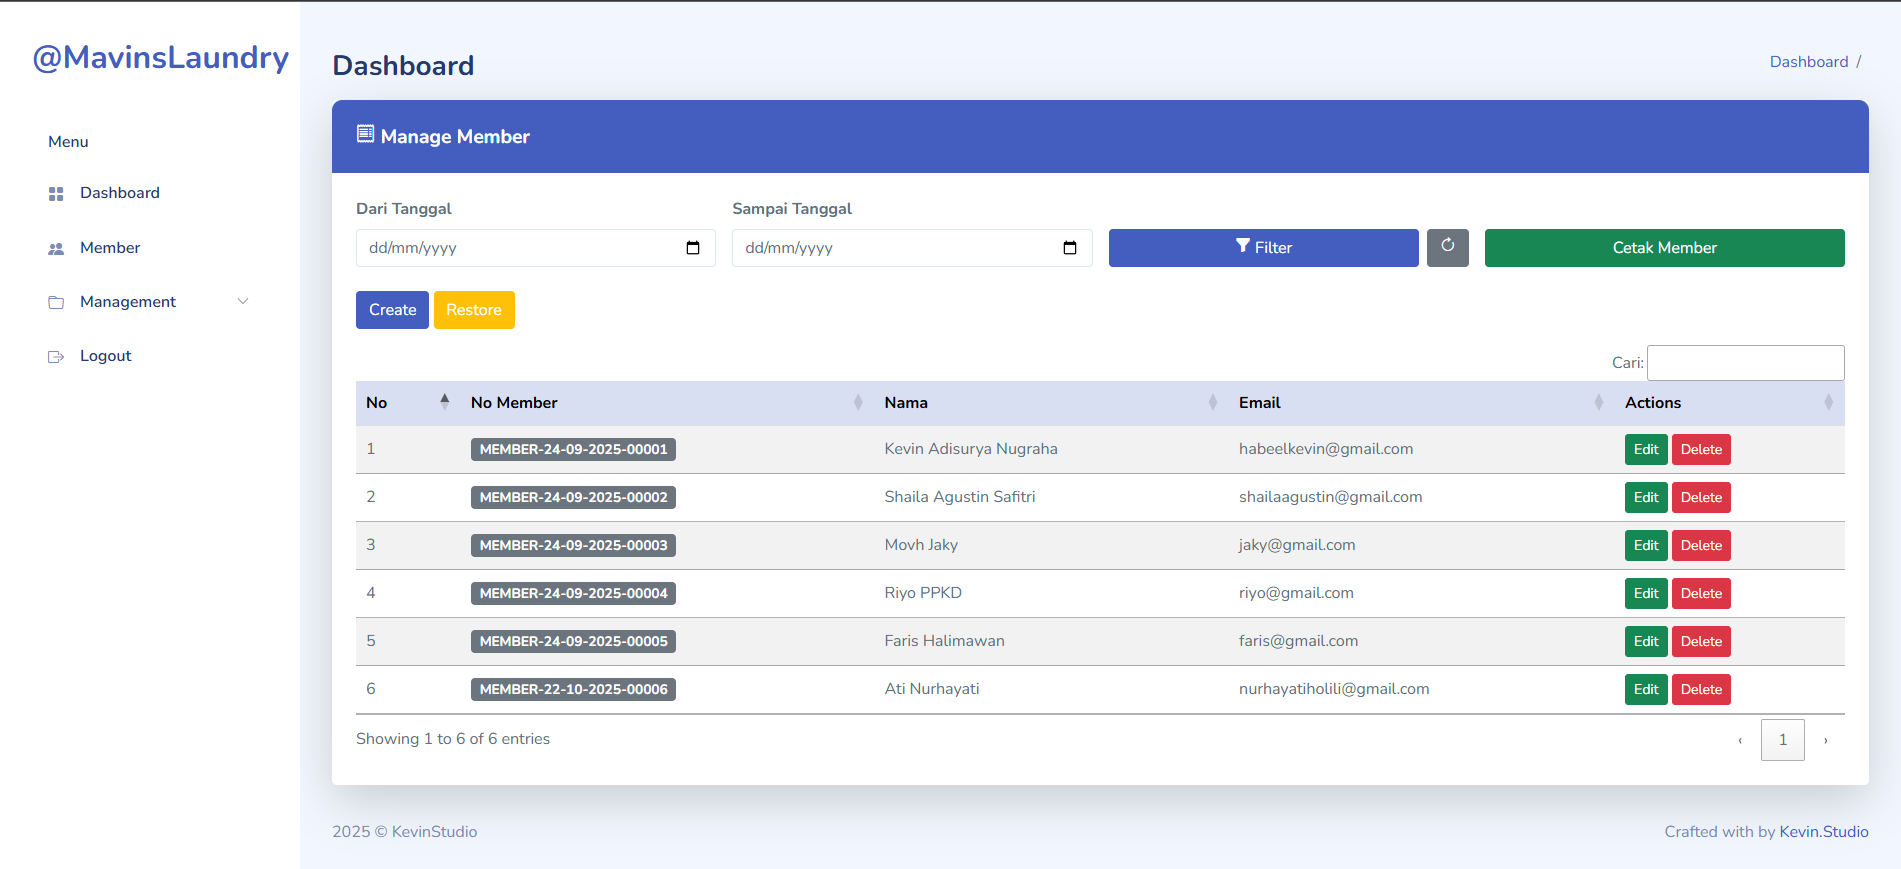 @MavinsLaundry
Menu
Dashboard
Member
Management
Logout
Dashboard
Dashboard /
Manage Member
Dari Tanggal Sampai Tanggal
dd/mm/yyyy dd/mm/yyyy Filter Cetak Member
Create Restore
Cari:
No No Member Nama Email Actions
1 MEMBER-24-09-2025-00001 Kevin Adisurya Nugraha habeelkevin@gmail.com Edit Delete
2 MEMBER-24-09-2025-00002 Shaila Agustin Safitri shailaagustin@gmail.com Edit Delete
3 MEMBER-24-09-2025-00003 Movh Jaky jaky@gmail.com Edit Delete
4 MEMBER-24-09-2025-00004 Riyo PPKD riyo@gmail.com Edit Delete
5 MEMBER-24-09-2025-00005 Faris Halimawan faris@gmail.com Edit Delete
6 MEMBER-22-10-2025-00006 Ati Nurhayati nurhayatiholili@gmail.com Edit Delete
Showing 1 to 6 of 6 entries ‹ 1 ›
2025 © KevinStudio Crafted with by Kevin.Studio